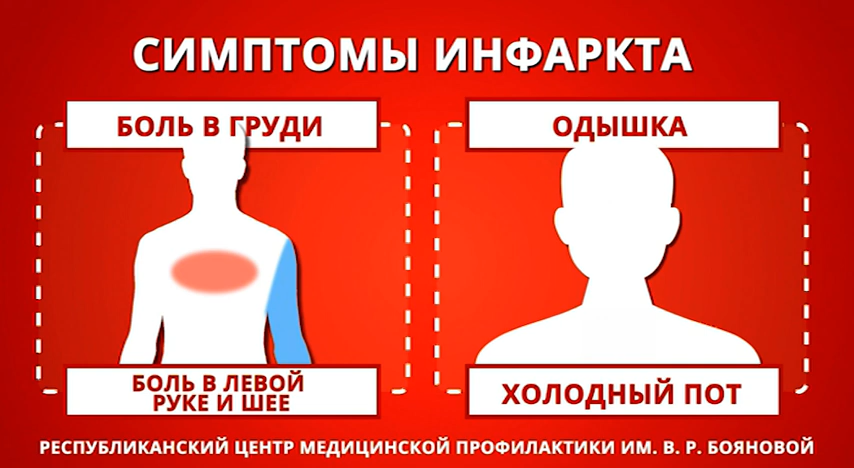 СИМПТОМЫ ИНФАРКТА
БОЛЬ В ГРУДИ
ОДЫШКА
БОЛЬ В ЛЕВОЙ
РУКЕ И ШЕЕ
ХОЛОДНЫЙ ПОТ
РЕСПУБЛИКАНСКИЙ ЦЕНТР МЕДИЦИНСКОЙ ПРОФИЛАКТИКИ ИМ. В. Р. БОЯНОВОЙ